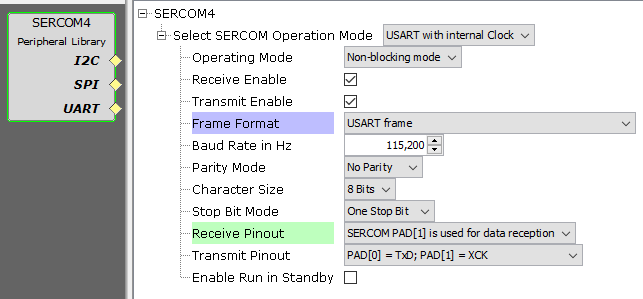 SERCOM4
Peripheral Library
I2C
SPI
UART
SERCOM4
Select SERCOM Operation Mode USART with internal Clock
Operating Mode Non-blocking mode
Receive Enable
Transmit Enable
Frame Format USART frame
Baud Rate in Hz 115,200
Parity Mode No Parity
Character Size 8 Bits
Stop Bit Mode One Stop Bit
Receive Pinout SERCOM PAD[1] is used for data reception
Transmit Pinout PAD[0] = TxD; PAD[1] = XCK
Enable Run in Standby